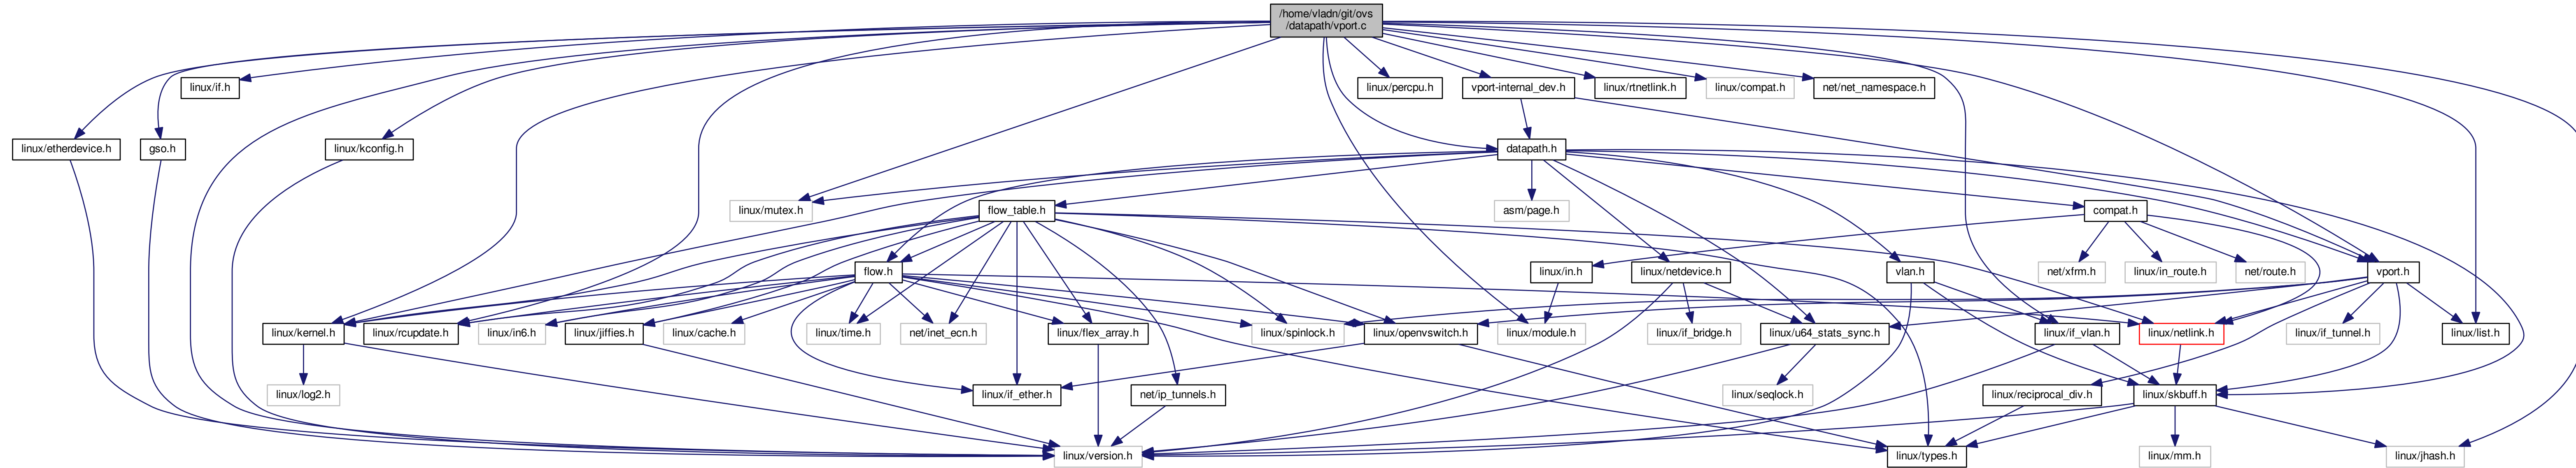 /home/vladn/git/ovs
/datapath/vport.c
linux/if.h
linux/percpu.h
vport-internal_dev.h
linux/rtnetlink.h
linux/compat.h
net/net_namespace.h
linux/etherdevice.h
gso.h
linux/kconfig.h
datapath.h
linux/mutex.h
flow_table.h
asm/page.h
compat.h
flow.h
linux/in.h
linux/netdevice.h
vlan.h
net/xfrm.h
linux/in_route.h
net/route.h
vport.h
linux/kernel.h
linux/rcupdate.h
linux/in6.h
linux/jiffies.h
linux/cache.h
linux/time.h
net/inet_ecn.h
linux/flex_array.h
linux/spinlock.h
linux/openvswitch.h
linux/module.h
linux/if_bridge.h
linux/u64_stats_sync.h
linux/if_vlan.h
linux/netlink.h
linux/if_tunnel.h
linux/list.h
linux/log2.h
linux/if_ether.h
net/ip_tunnels.h
linux/seqlock.h
linux/reciprocal_div.h
linux/skbuff.h
linux/version.h
linux/types.h
linux/mm.h
linux/jhash.h